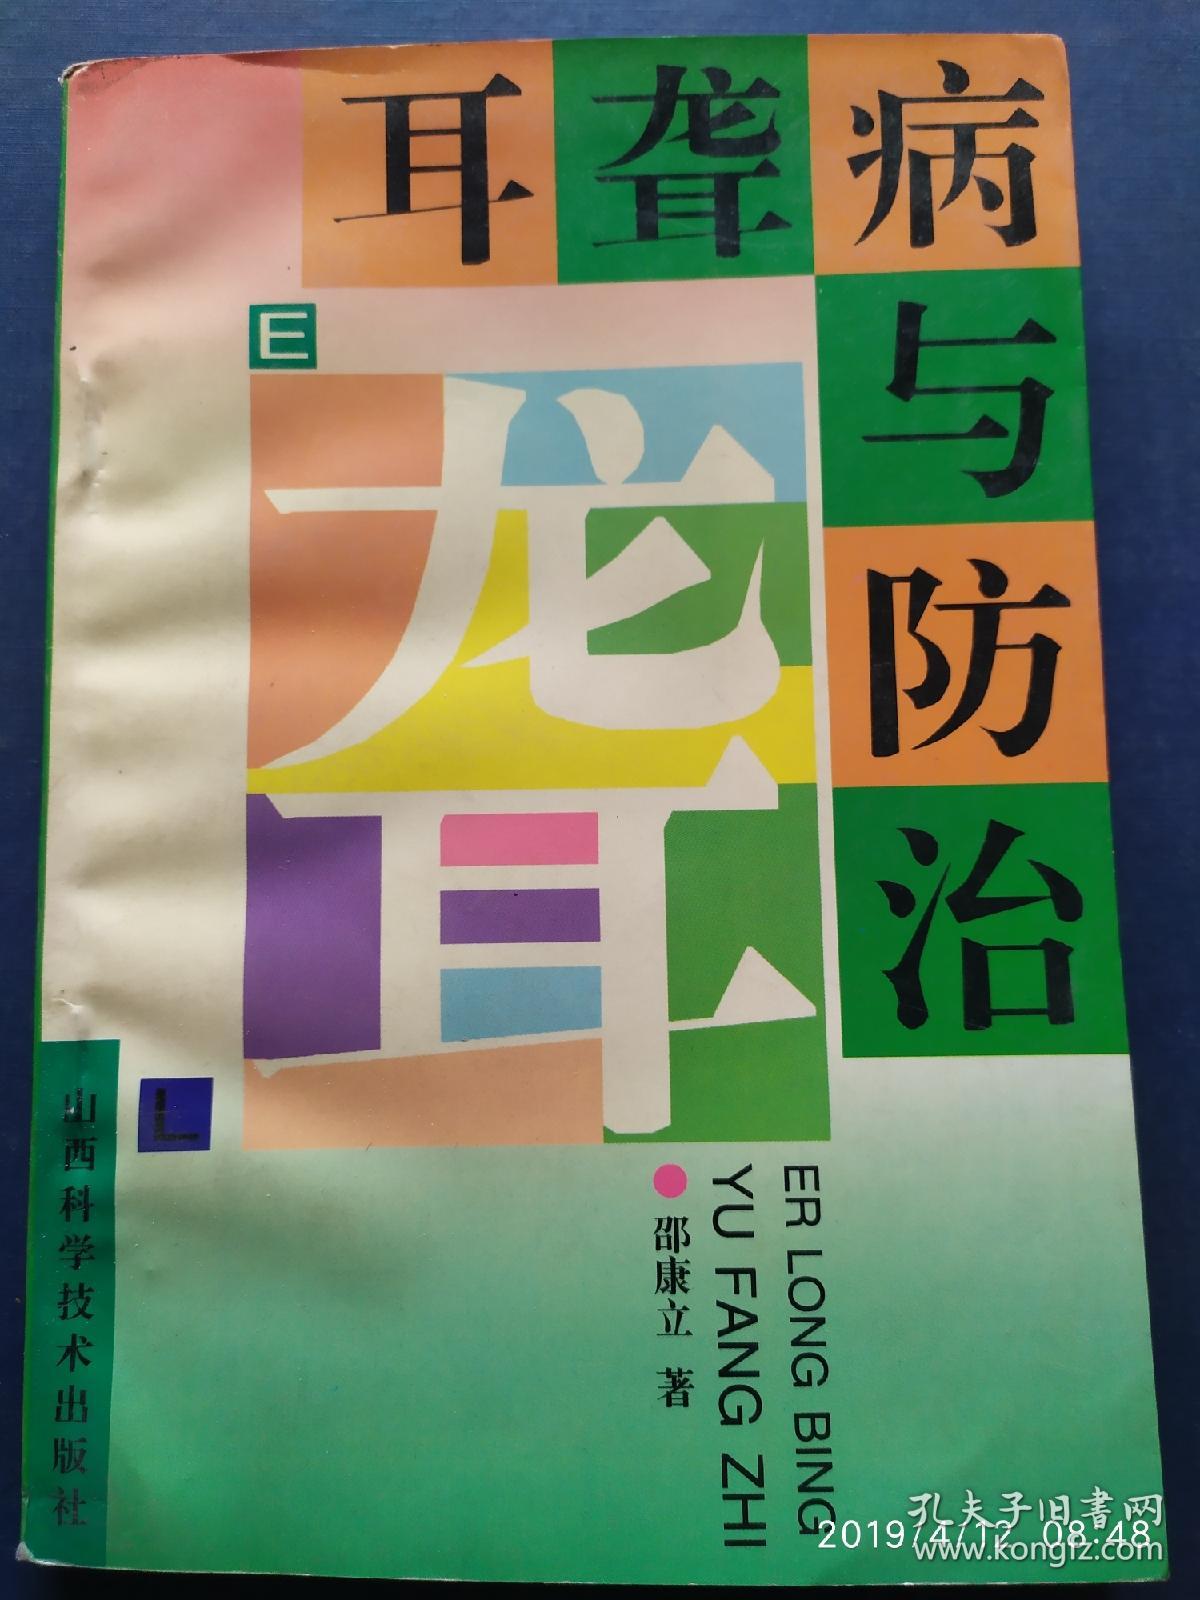 耳聋病与防治
E
聋
L
ER LONG BING
YU FANG ZHI
邵康立 著
山西科学技术出版社
孔夫子旧書网
2019/4/12 08:48
www.kongfz.com